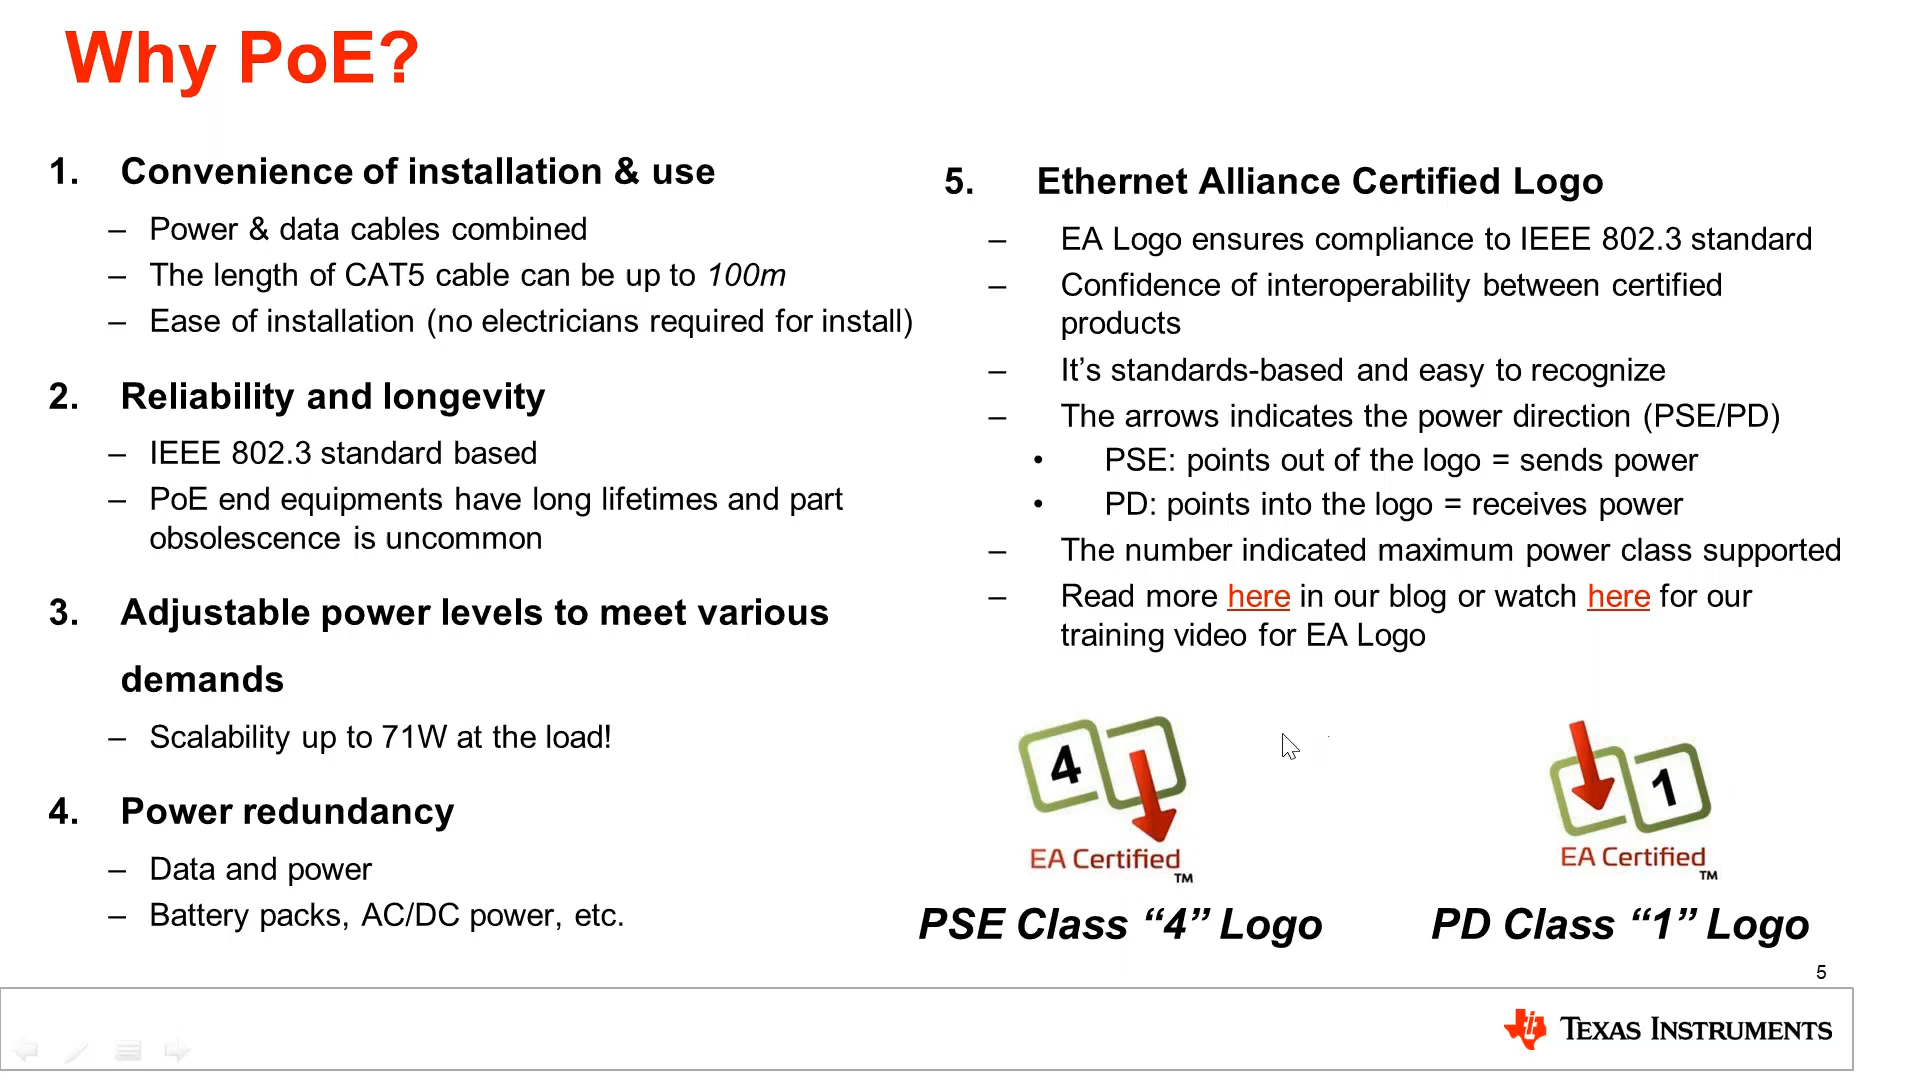 Why PoE?
1. Convenience of installation & use
– Power & data cables combined
– The length of CAT5 cable can be up to 100m
– Ease of installation (no electricians required for install)
2. Reliability and longevity
– IEEE 802.3 standard based
– PoE end equipments have long lifetimes and part
obsolescence is uncommon
3. Adjustable power levels to meet various
demands
– Scalability up to 71W at the load!
4. Power redundancy
– Data and power
– Battery packs, AC/DC power, etc.
5. Ethernet Alliance Certified Logo
– EA Logo ensures compliance to IEEE 802.3 standard
– Confidence of interoperability between certified
products
– It’s standards-based and easy to recognize
– The arrows indicates the power direction (PSE/PD)
• PSE: points out of the logo = sends power
• PD: points into the logo = receives power
– The number indicated maximum power class supported
– Read more here in our blog or watch here for our
training video for EA Logo
4
EA Certified
TM
PSE Class “4” Logo
1
EA Certified
TM
PD Class “1” Logo
5
TEXAS INSTRUMENTS